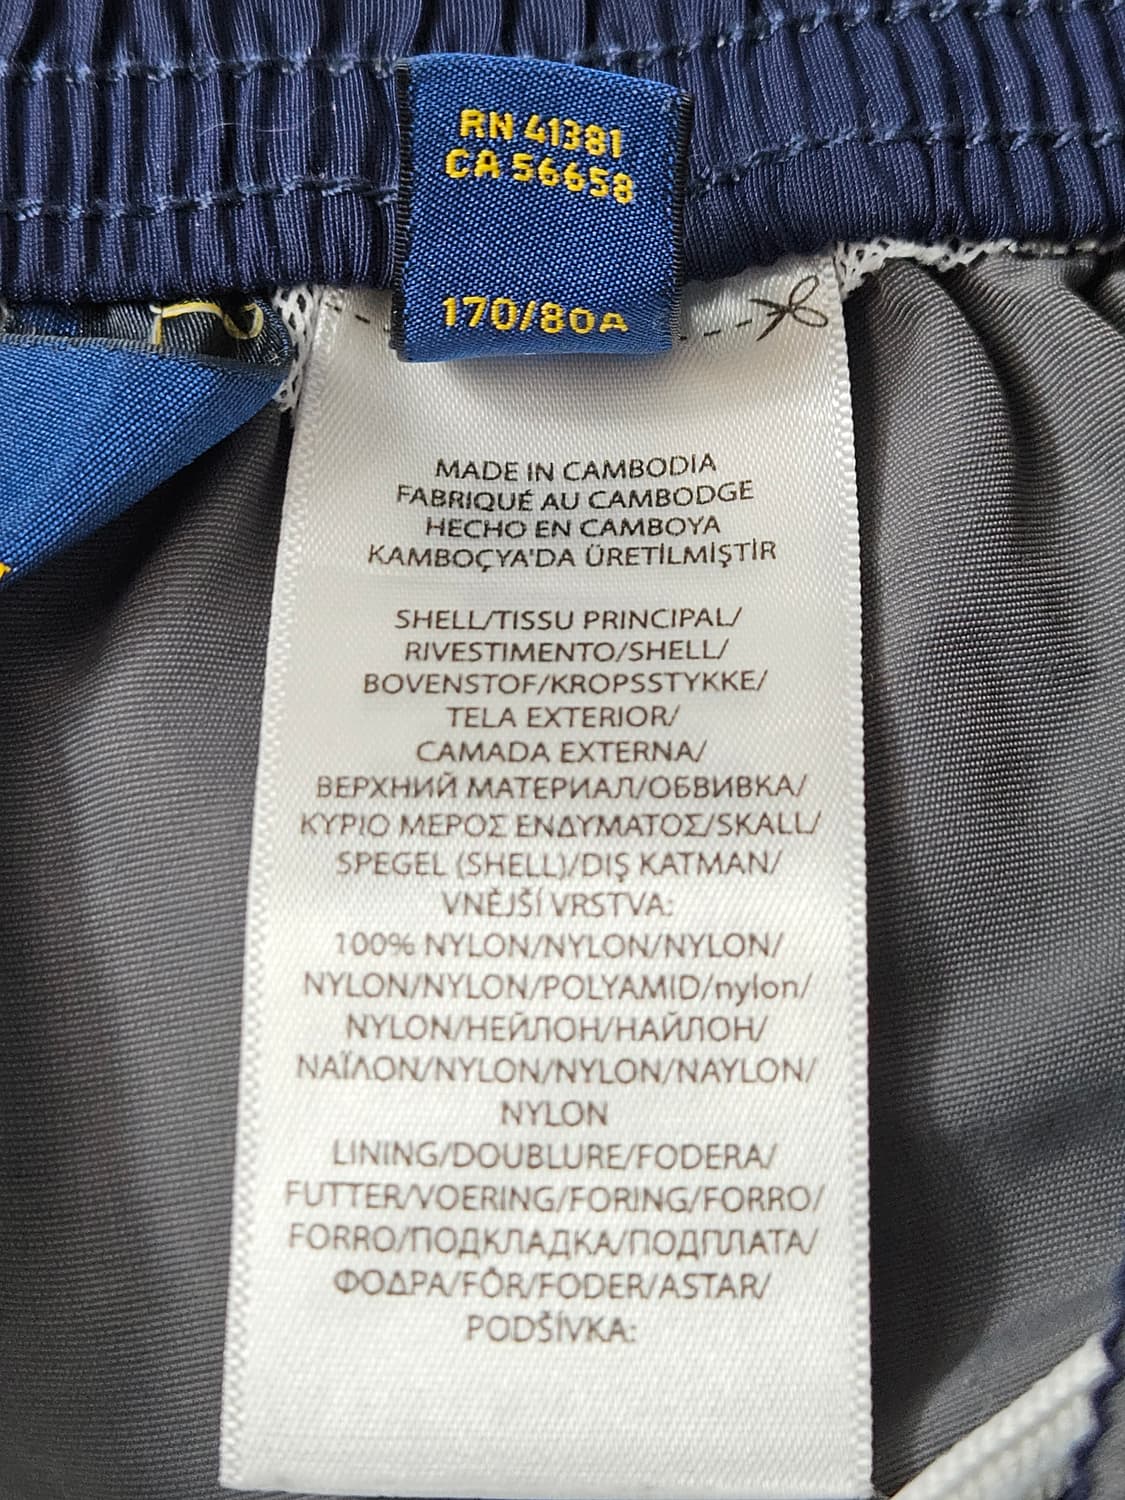 RN 41381
CA 56658
170/80A
MADE IN CAMBODIA
FABRIQUÉ AU CAMBODGE
HECHO EN CAMBOYA
KAMBOÇYA'DA ÜRETİLMİŞTİR
SHELL/TISSU PRINCIPAL/
RIVESTIMENTO/SHELL/
BOVENSTOF/KROPSSTYKKE/
TELA EXTERIOR/
CAMADA EXTERNA/
ВЕРХНИЙ МАТЕРИАЛ/ОБВИВКА/
ΚΥΡΙΟ ΜΕΡΟΣ ΕΝΔΥΜΑΤΟΣ/SKALL/
SPEGEL (SHELL)/DIŞ KATMAN/
VNĚJŠÍ VRSTVA:
100% NYLON/NYLON/NYLON/
NYLON/NYLON/POLYAMID/nylon/
NYLON/НЕЙЛОН/НАЙЛОН/
ΝΑΪΛΟΝ/NYLON/NYLON/NAYLON/
NYLON
LINING/DOUBLURE/FODERA/
FUTTER/VOERING/FORING/FORRO/
FORRO/ПОДКЛАДКА/ПОДПЛАТА/
ΦΟΔΡΑ/FÔR/FODER/ASTAR/
PODŠÍVKA: